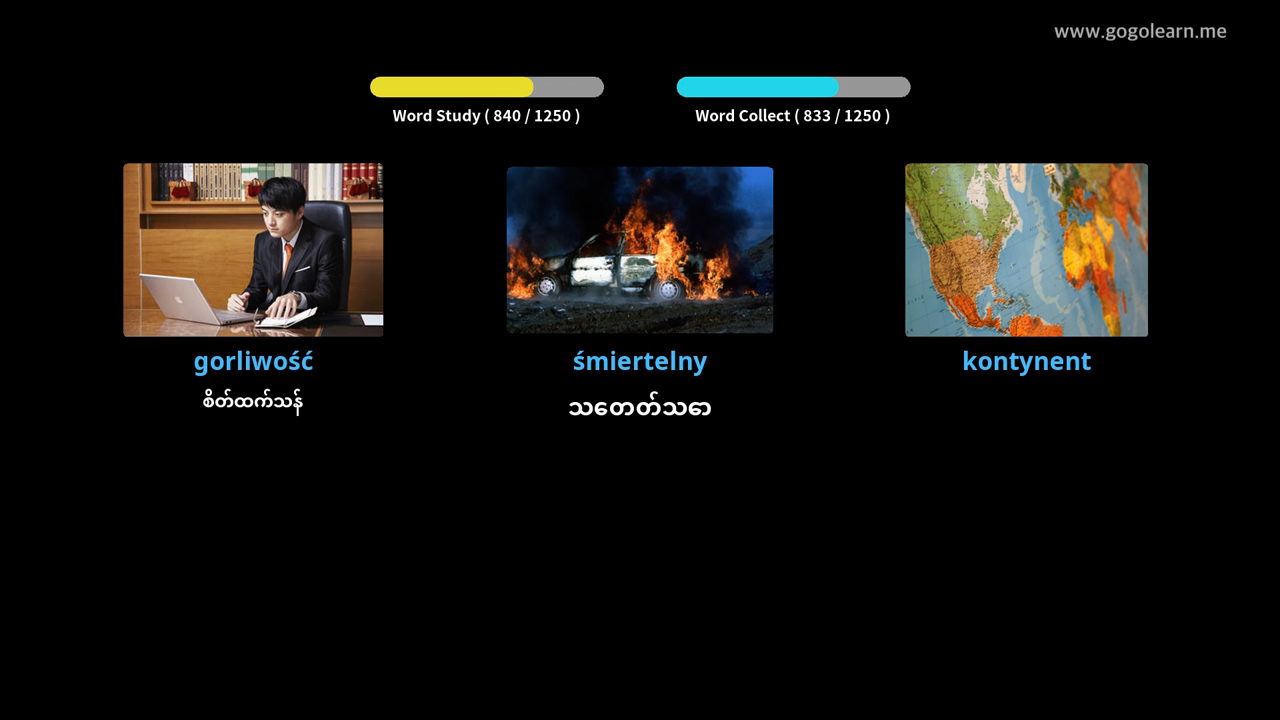 www.gogolearn.me
Word Study ( 840 / 1250 )
Word Collect ( 833 / 1250 )
gorliwość
śmiertelny
kontynent
စိတ်ထက်သန်
သေတတ်သော